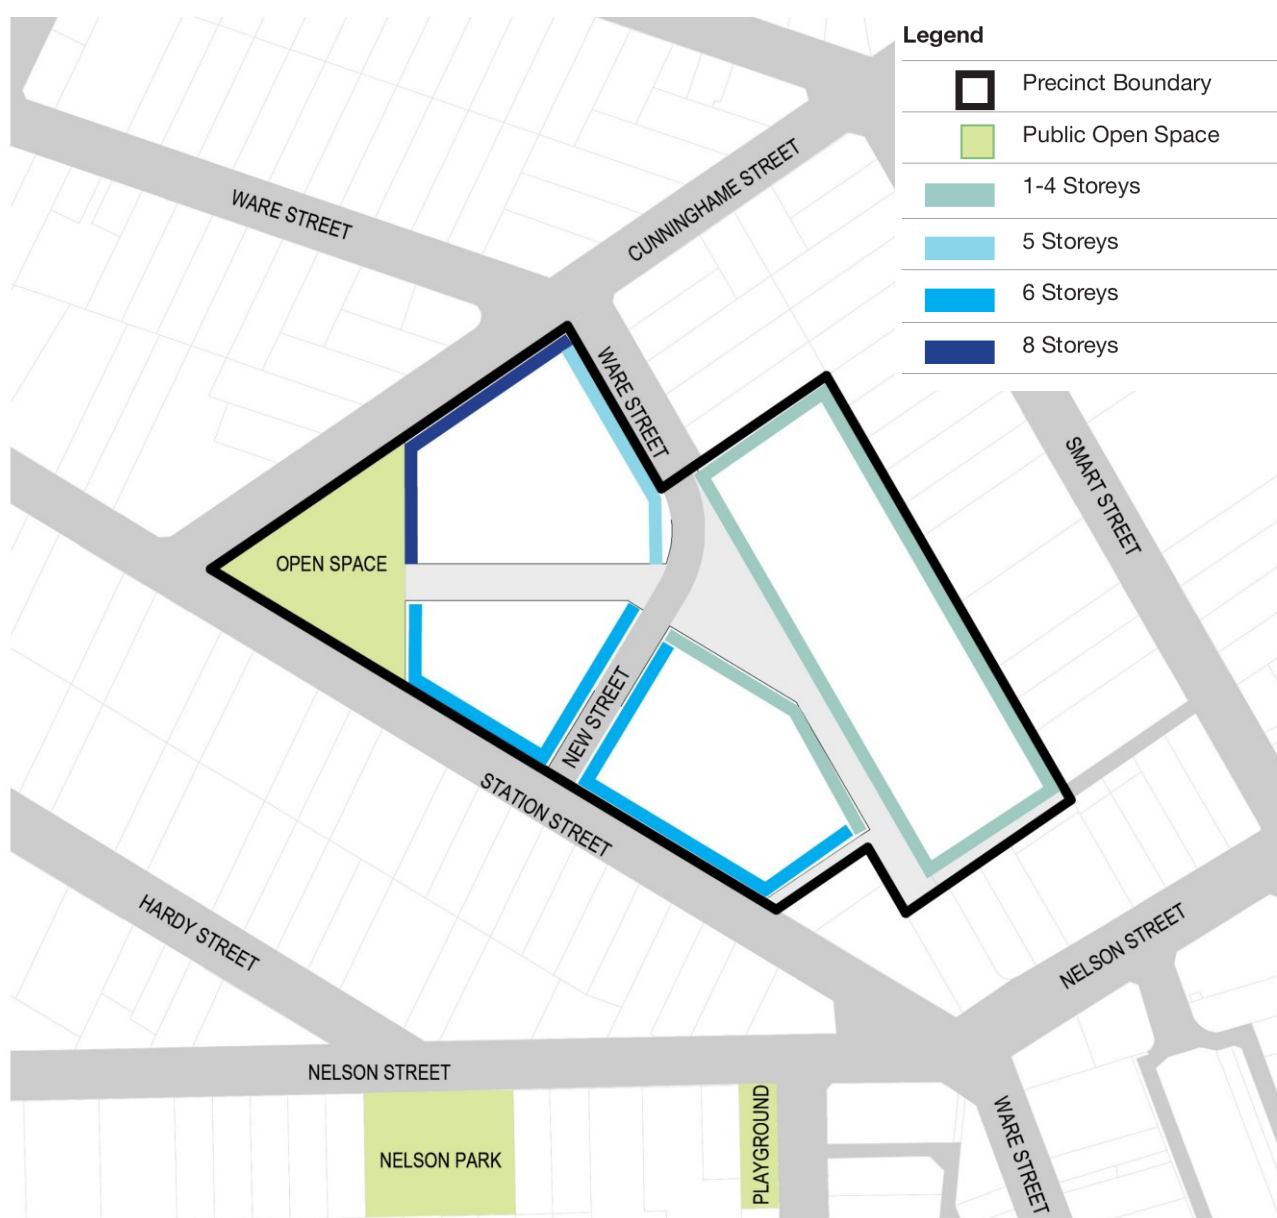 Legend
Precinct Boundary
Public Open Space
1-4 Storeys
5 Storeys
6 Storeys
8 Storeys
WARE STREET
CUNNINGHAME STREET
WARE STREET
SMART STREET
OPEN SPACE
NEW STREET
STATION STREET
HARDY STREET
NELSON STREET
NELSON STREET
NELSON PARK
PLAYGROUND
WARE STREET